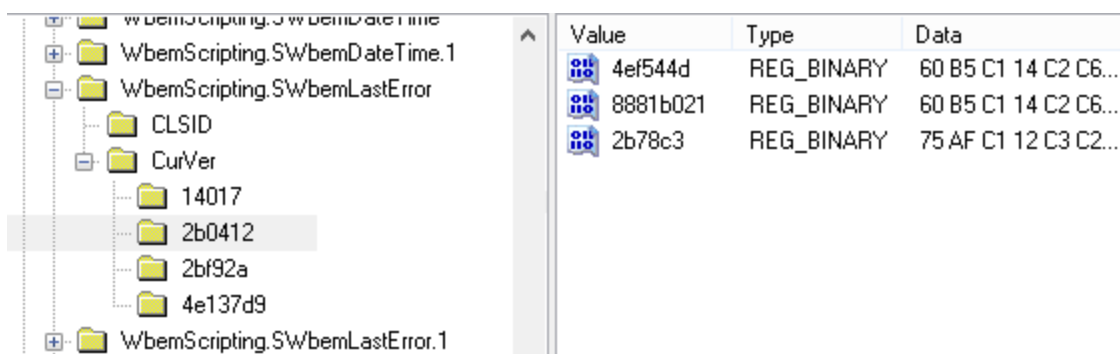 WbemScripting.SWbemDateTime
WbemScripting.SWbemDateTime.1
WbemScripting.SWbemLastError
CLSID
CurVer
14017
2b0412
2bf92a
4e137d9
WbemScripting.SWbemLastError.1
Value Type Data
4ef544d REG_BINARY 60 B5 C1 14 C2 C6...
8881b021 REG_BINARY 60 B5 C1 14 C2 C6...
2b78c3 REG_BINARY 75 AF C1 12 C3 C2...